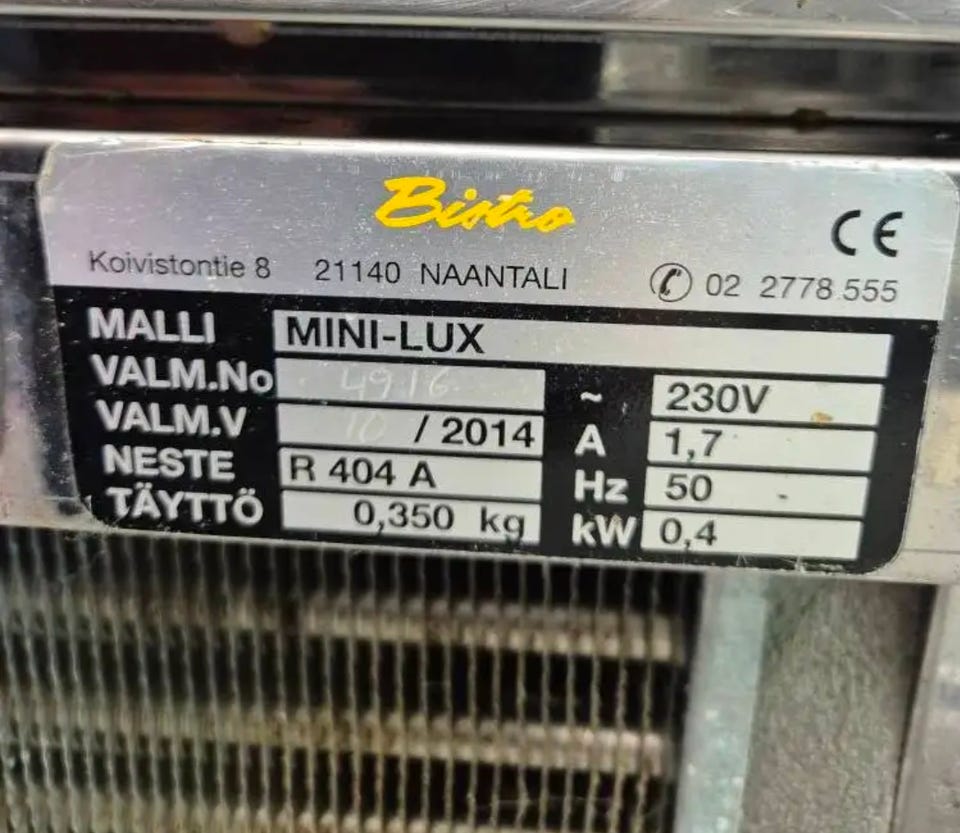 Bistro
CE
Koivistontie 8 21140 NAANTALI 02 2778 555
MALLI MINI-LUX
VALM.No 4916 ~ 230V
VALM.V 10 / 2014 A 1,7
NESTE R 404 A Hz 50
TÄYTTÖ 0,350 kg kW 0,4